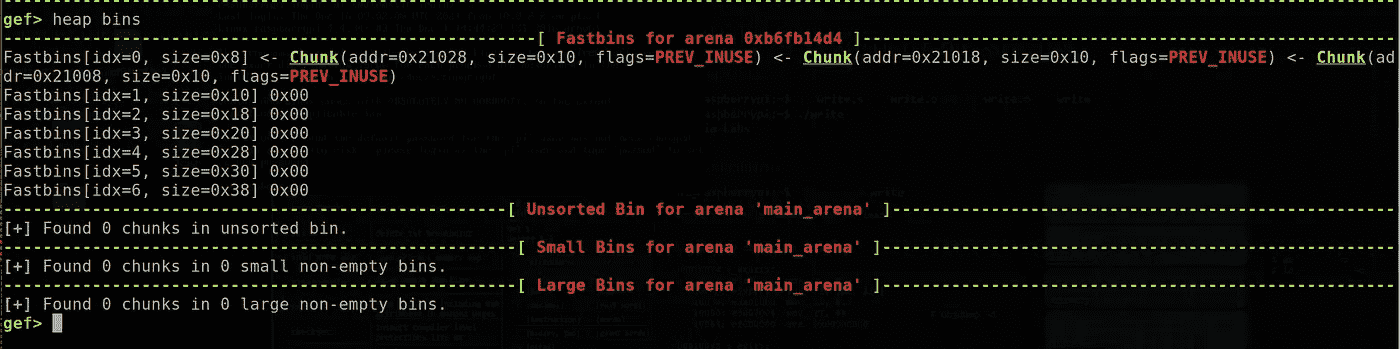 gef> heap bins
[ Fastbins for arena 0xb6fb14d4 ]
Fastbins[idx=0, size=0x8] <- Chunk(addr=0x21028, size=0x10, flags=PREV_INUSE) <- Chunk(addr=0x21018, size=0x10, flags=PREV_INUSE) <- Chunk(ad
dr=0x21008, size=0x10, flags=PREV_INUSE)
Fastbins[idx=1, size=0x10] 0x00
Fastbins[idx=2, size=0x18] 0x00
Fastbins[idx=3, size=0x20] 0x00
Fastbins[idx=4, size=0x28] 0x00
Fastbins[idx=5, size=0x30] 0x00
Fastbins[idx=6, size=0x38] 0x00
[ Unsorted Bin for arena 'main_arena' ]
[+] Found 0 chunks in unsorted bin.
[ Small Bins for arena 'main_arena' ]
[+] Found 0 chunks in 0 small non-empty bins.
[ Large Bins for arena 'main_arena' ]
[+] Found 0 chunks in 0 large non-empty bins.
gef>